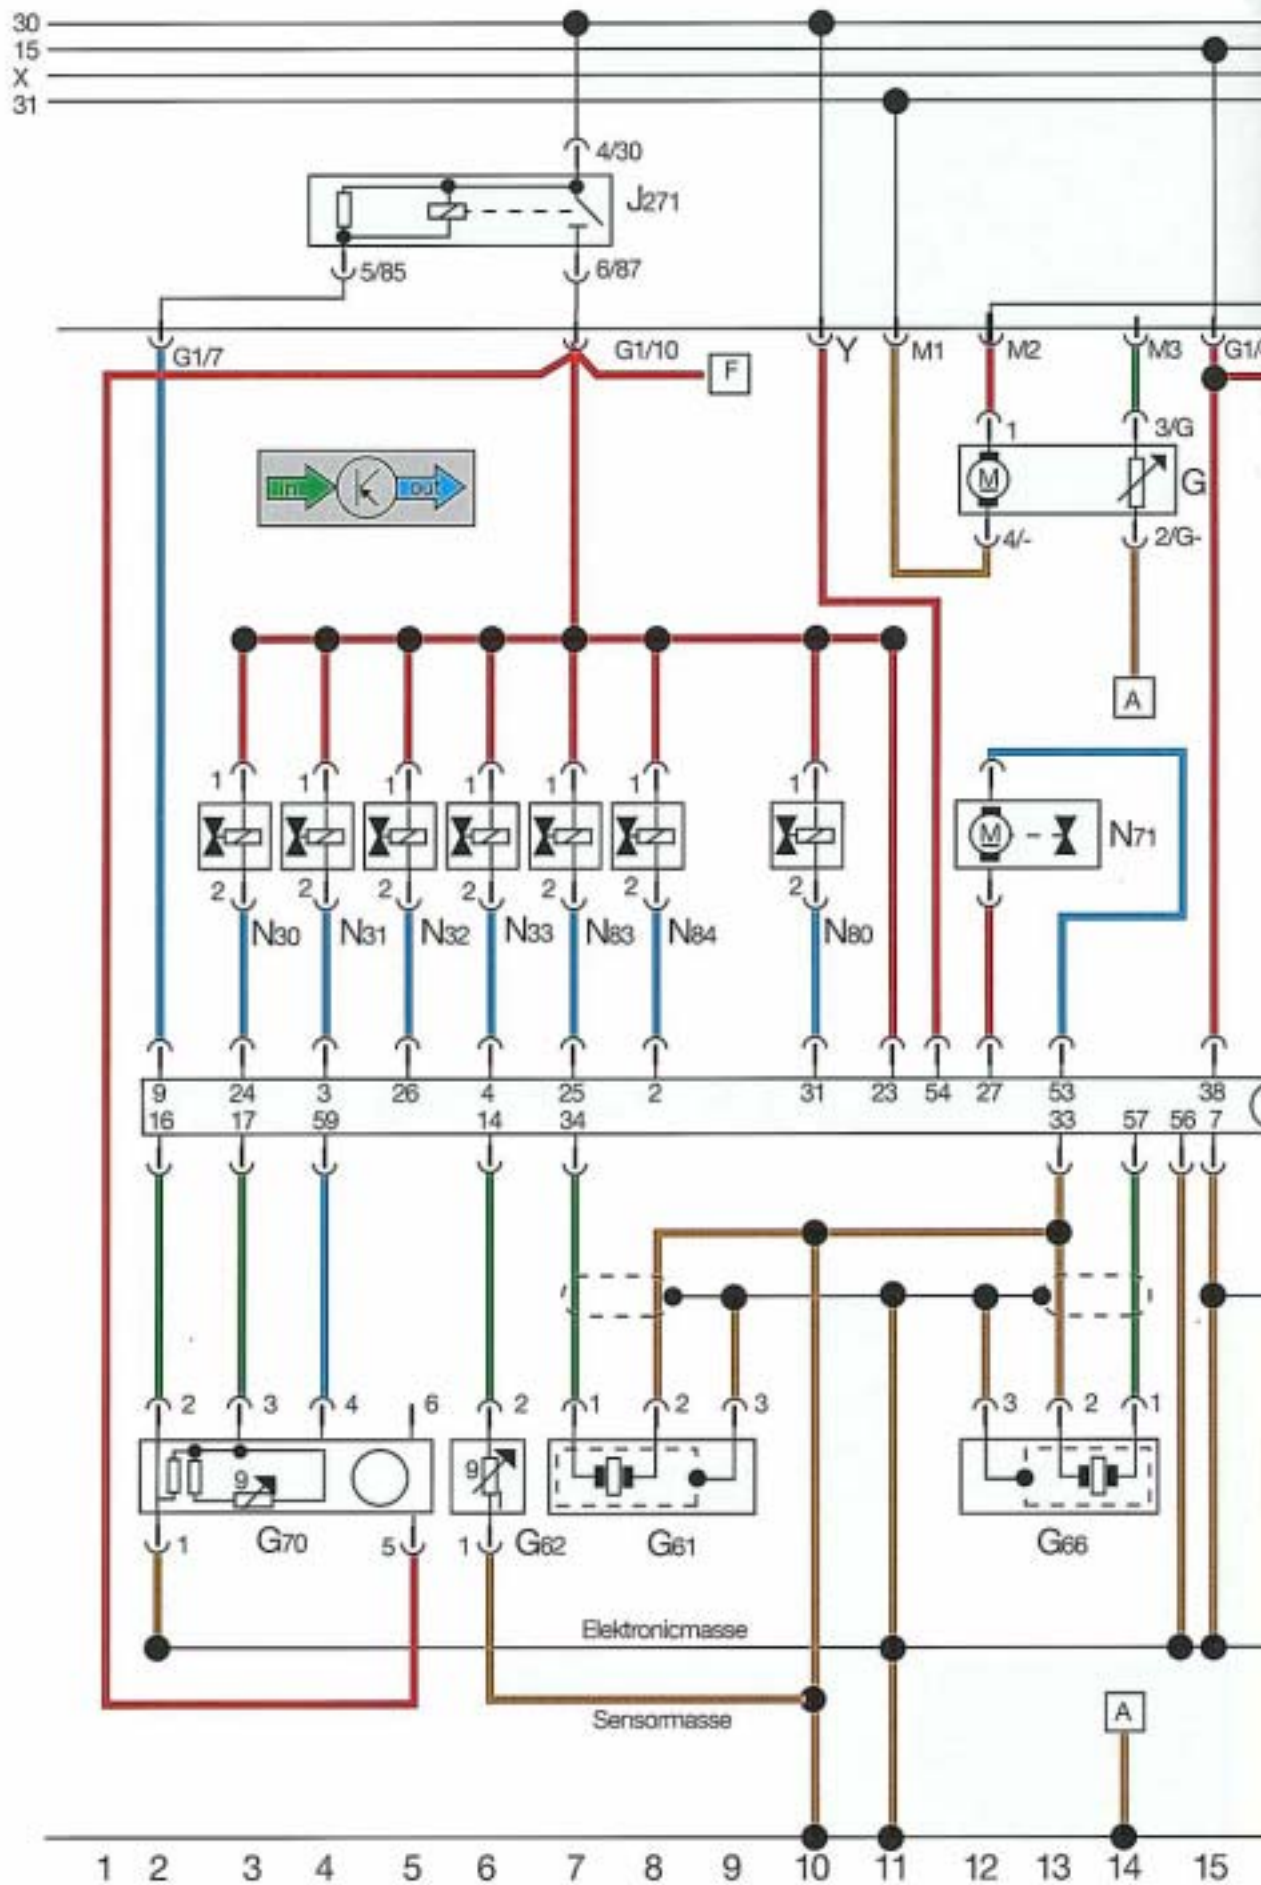 30
15
X
31
4/30
J271
5/85
6/87
G1/7
G1/10
F
Y
M1
M2
M3
G1/
1
3/G
in
out
M
G
4/-
2/G-
A
1 1 1 1 1 1 1
M
N71
2 2 2 2 2 2 2
N30 N31 N32 N33 N83 N84 N80
9 24 3 26 4 25 2 31 23 54 27 53 38
16 17 59 14 34 33 57 56 7
2 3 4 6 2 1 2 3 3 2 1
9 9
1 G70 5 1 G62 G61 G66
Elektronicmasse
Sensormasse
A
1 2 3 4 5 6 7 8 9 10 11 12 13 14 15